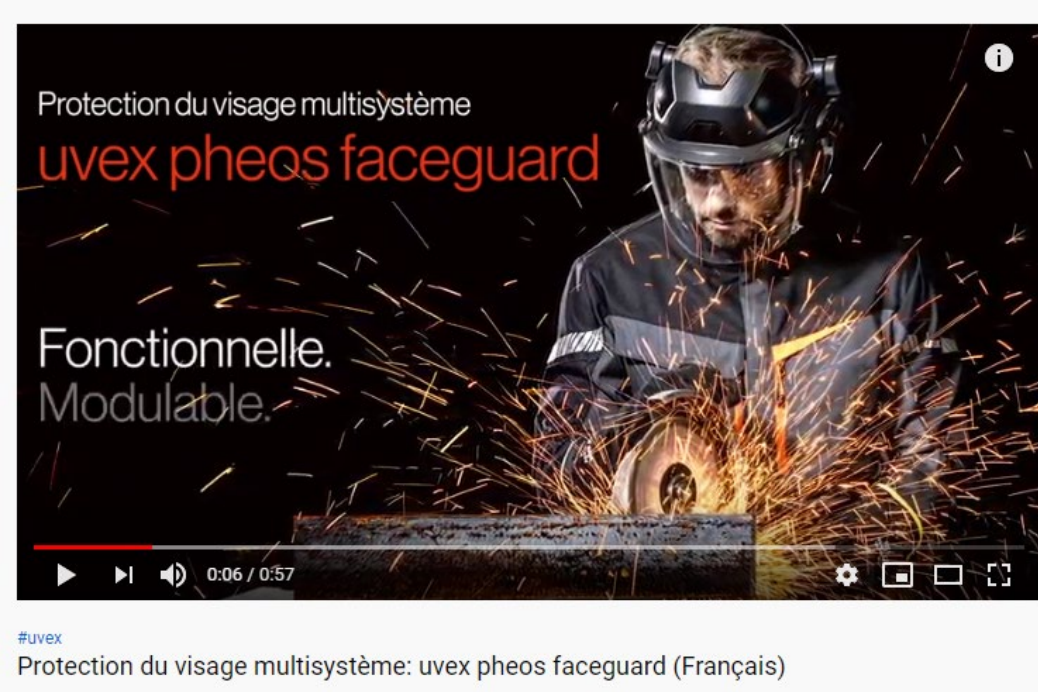 Protection du visage multisystème
uvex pheos faceguard
Fonctionnelle.
Modulable.
0:06 / 0:57
#uvex
Protection du visage multisystème: uvex pheos faceguard (Français)